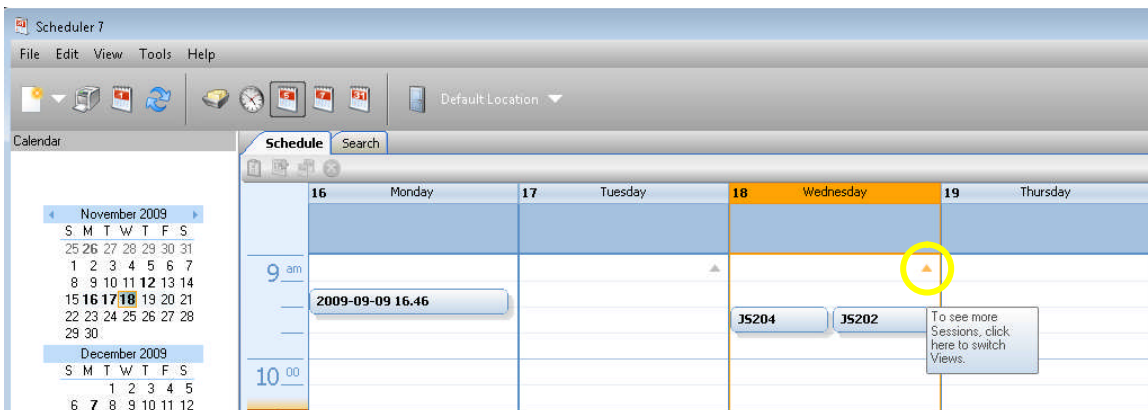 Scheduler 7
File Edit View Tools Help
Default Location
Calendar
Schedule Search
16 Monday 17 Tuesday 18 Wednesday 19 Thursday
November 2009
S M T W T F S
25 26 27 28 29 30 31
1 2 3 4 5 6 7
8 9 10 11 12 13 14
15 16 17 18 19 20 21
22 23 24 25 26 27 28
29 30
December 2009
S M T W T F S
1 2 3 4 5
6 7 8 9 10 11 12
9 am
2009-09-09 16.46
JS204 JS202
To see more
Sessions, click
here to switch
Views.
10 00